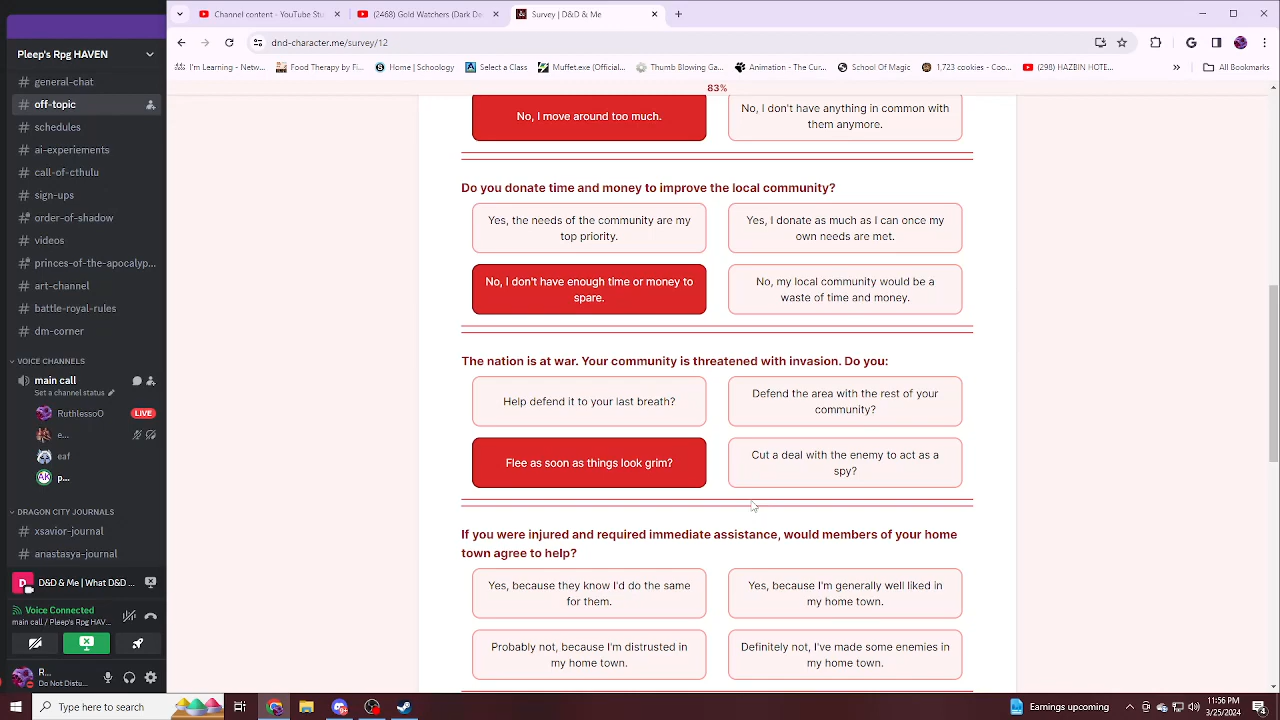 Pleep's Rpg HAVEN
general-chat
off-topic
schedules
ai-experiements
call-of-cthulu
sign-ups
order-of-shadow
videos
princes-of-the-apocalyp...
art-channel
battle-royal-rules
dm-corner
VOICE CHANNELS
main call
Set a channel status
RuthlessoO LIVE
e...
eaf
p...
DRAGON CITY JOURNALS
xsavior-journal
anastasya-journal
D&D & Me | What D&D ...
Voice Connected
main call / Pleep's Rpg HAV...
R...
Do Not Distu...
Channel content - YouTube Stu
(2468) Gold Watchers (Dark De
Survey | D&D & Me
dnd-character.me/survey/12
I'm Learning - Netw...
Food Therapy by Fi...
Home | Schoology
Select a Class
Muffet.exe (Official...
Thumb Blowing Ga...
Animation - The Cur...
School Of Magic
1,723 cookies - Coo...
(298) HAZBIN HOTE...
All Bookmarks
83%
No, I move around too much.
No, I don't have anything in common with
them anymore.
Do you donate time and money to improve the local community?
Yes, the needs of the community are my
top priority.
Yes, I donate as much as I can once my
own needs are met.
No, I don't have enough time or money to
spare.
No, my local community would be a
waste of time and money.
The nation is at war. Your community is threatened with invasion. Do you:
Help defend it to your last breath?
Defend the area with the rest of your
community?
Flee as soon as things look grim?
Cut a deal with the enemy to act as a
spy?
If you were injured and required immediate assistance, would members of your home
town agree to help?
Yes, because they know I'd do the same
for them.
Yes, because I'm generally well liked in
my home town.
Probably not, because I'm distrusted in
my home town.
Definitely not, I've made some enemies in
my home town.
Type here to search
Earnings upcoming
11:56 PM
3/25/2024